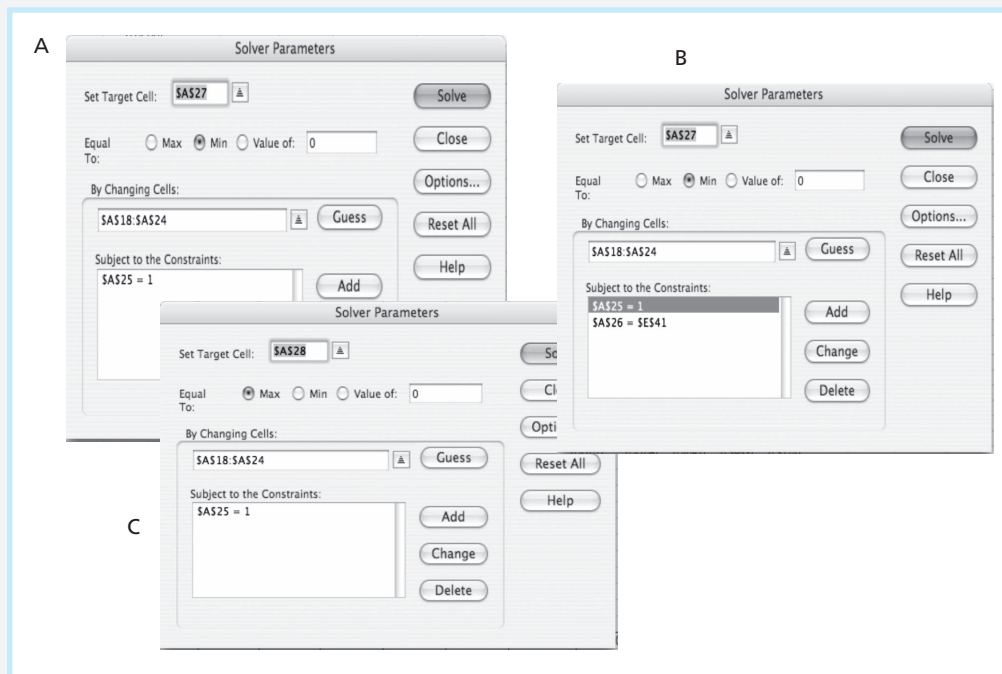 A
Solver Parameters
Set Target Cell: $A$27
Solve
Equal To: Max Min Value of: 0
Close
By Changing Cells:
Options...
$A$18:$A$24 Guess
Reset All
Subject to the Constraints:
Help
$A$25 = 1
Add
B
Solver Parameters
Set Target Cell: $A$27
Solve
Equal To: Max Min Value of: 0
Close
By Changing Cells:
Options...
$A$18:$A$24 Guess
Reset All
Subject to the Constraints:
Help
$A$25 = 1
Add
$A$26 = $E$41
Change
Delete
C
Solver Parameters
Set Target Cell: $A$28
So
Equal To: Max Min Value of: 0
Cl
By Changing Cells:
Opti
$A$18:$A$24 Guess
Reset All
Subject to the Constraints:
Help
$A$25 = 1
Add
Change
Delete